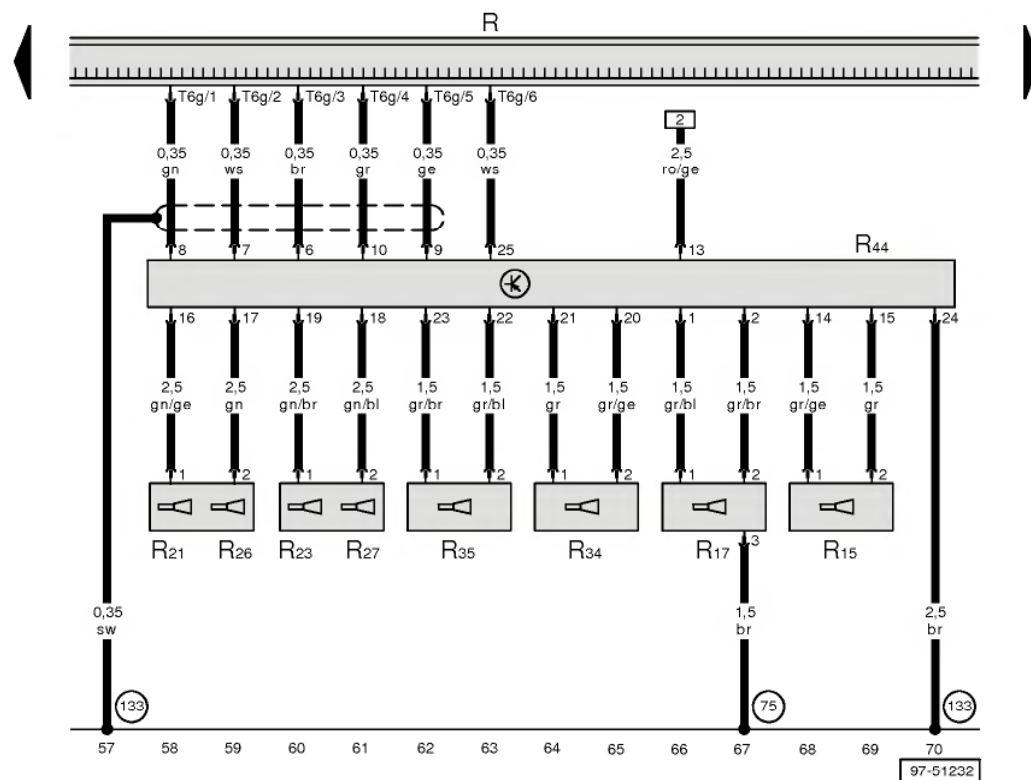 R
T6g/1 T6g/2 T6g/3 T6g/4 T6g/5 T6g/6
2
0,35 0,35 0,35 0,35 0,35 0,35 2,5
gn ws br gr ge ws ro/ge
8 7 6 10 9 25 13
R44
16 17 19 18 23 22 21 20 1 2 14 15 24
2,5 2,5 2,5 2,5 1,5 1,5 1,5 1,5 1,5 1,5 1,5 1,5
gn/ge gn gn/br gn/bl gr/br gr/bl gr gr/ge gr/bl gr/br gr/ge gr
1 2 1 2 1 2 1 2 1 2 1 2
3
R21 R26 R23 R27 R35 R34 R17 R15
0,35 1,5 2,5
sw br br
133 75 133
57 58 59 60 61 62 63 64 65 66 67 68 69 70
97-51232